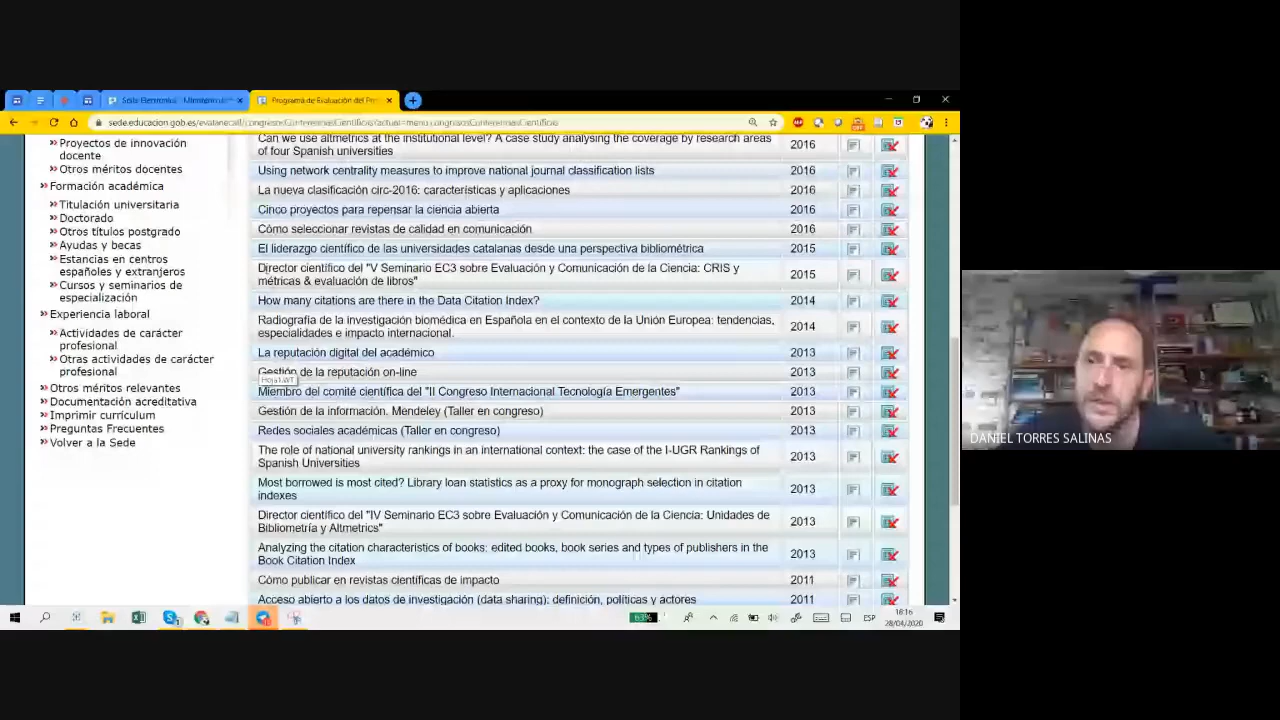 Sede Electrónica - Ministerio
Programa de Evaluación del Pr
sede.educacion.gob.es
Proyectos de innovación
docente
Otros méritos docentes
Formación académica
Titulación universitaria
Doctorado
Otros títulos postgrado
Ayudas y becas
Estancias en centros
españoles y extranjeros
Cursos y seminarios de
especialización
Experiencia laboral
Actividades de carácter
profesional
Otras actividades de carácter
profesional
Otros méritos relevantes
Documentación acreditativa
Imprimir currículum
Preguntas Frecuentes
Volver a la Sede
Can we use altmetrics at the institutional level? A case study analysing the coverage by research areas
of four Spanish universities 2016
Using network centrality measures to improve national journal classification lists 2016
La nueva clasificación circ-2016: características y aplicaciones 2016
Cinco proyectos para repensar la ciencia abierta 2016
Cómo seleccionar revistas de calidad en comunicación 2016
El liderazgo científico de las universidades catalanas desde una perspectiva bibliométrica 2015
Director científico del "V Seminario EC3 sobre Evaluación y Comunicación de la Ciencia: CRIS y
métricas & evaluación de libros" 2015
How many citations are there in the Data Citation Index? 2014
Radiografía de la investigación biomédica en Española en el contexto de la Unión Europea: tendencias,
especialidades e impacto internacional. 2014
La reputación digital del académico 2013
Gestión de la reputación on-line 2013
Miembro del comité científica del "II Congreso Internacional Tecnología Emergentes" 2013
Gestión de la información. Mendeley (Taller en congreso) 2013
Redes sociales académicas (Taller en congreso) 2013
The role of national university rankings in an international context: the case of the I-UGR Rankings of
Spanish Universities 2013
Most borrowed is most cited? Library loan statistics as a proxy for monograph selection in citation
indexes 2013
Director científico del "IV Seminario EC3 sobre Evaluación y Comunicación de la Ciencia: Unidades de
Bibliometría y Altmetrics" 2013
Analyzing the citation characteristics of books: edited books, book series and types of publishers in the
Book Citation Index 2013
Cómo publicar en revistas científicas de impacto 2011
Acceso abierto a los datos de investigación (data sharing): definición, políticas y actores 2011
63%
ESP
18:16
28/04/2020
DANIEL TORRES SALINAS